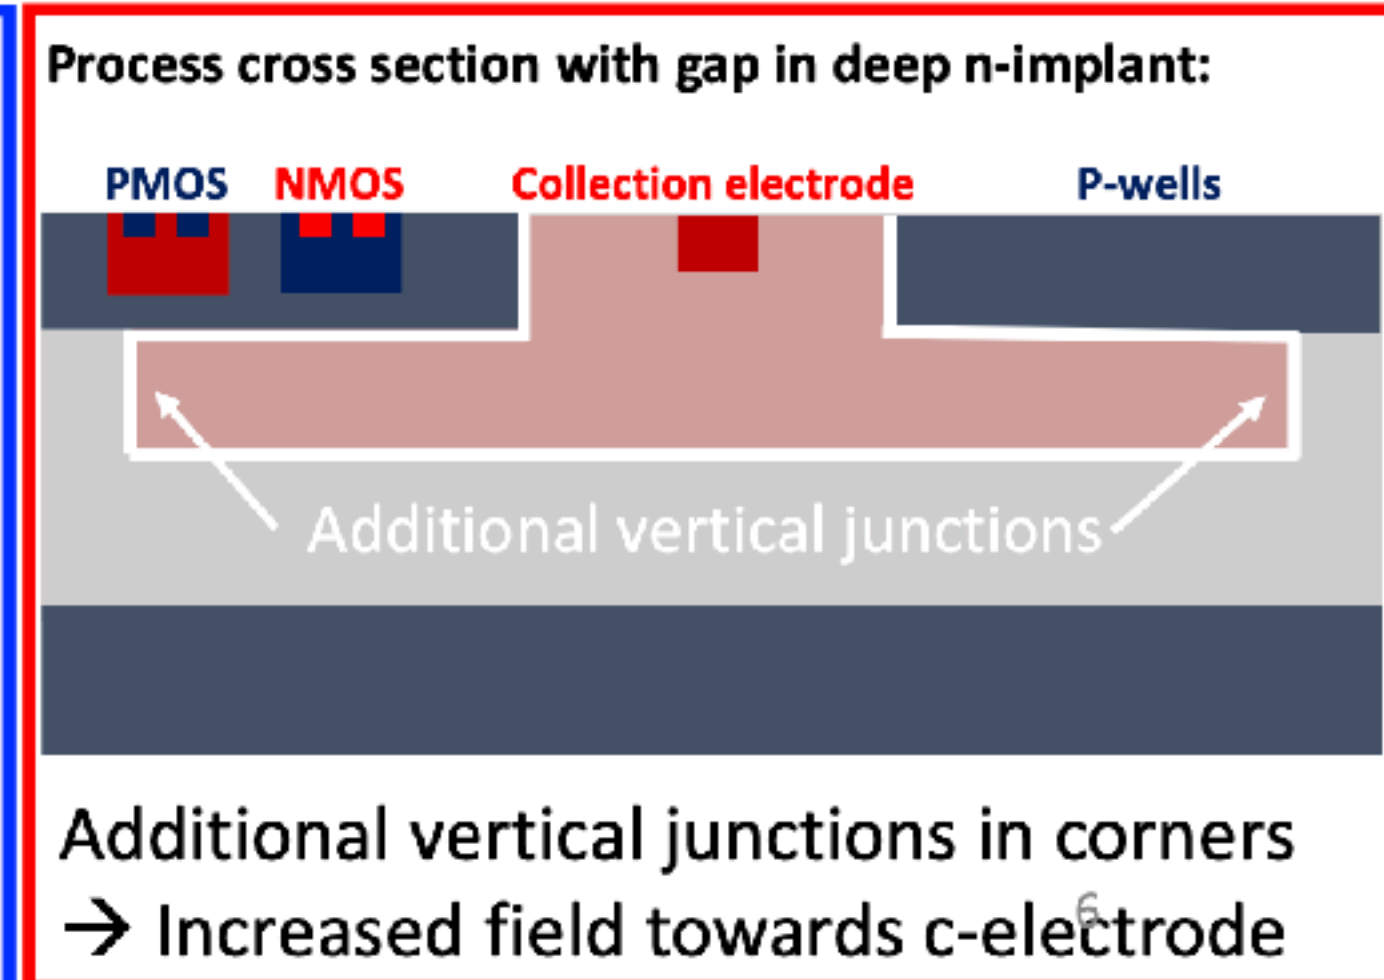 Process cross section with gap in deep n-implant:
PMOS NMOS Collection electrode P-wells
Additional vertical junctions
Additional vertical junctions in corners
→ Increased field towards c-electrode
6